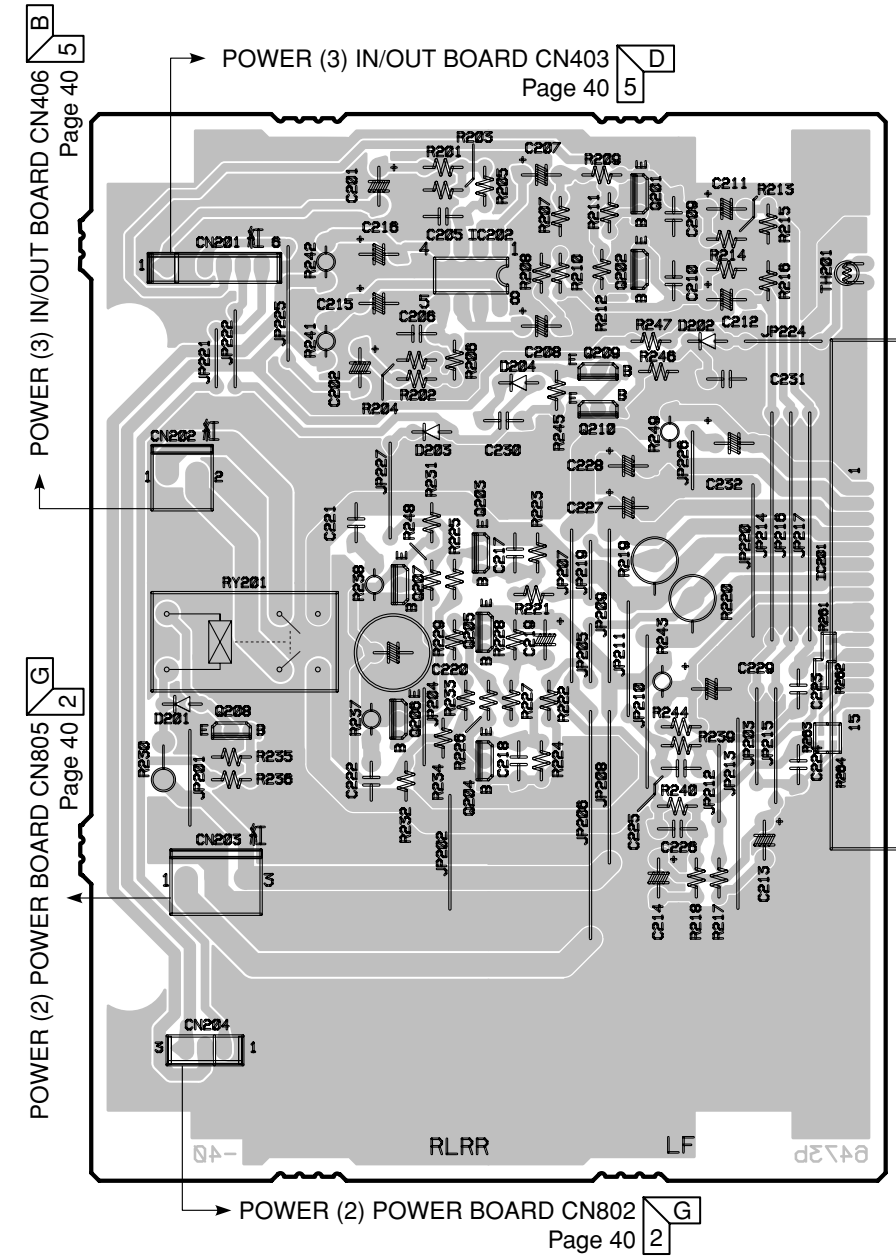 POWER (3) IN/OUT BOARD CN403
Page 40
D
5
POWER (3) IN/OUT BOARD CN406
Page 40
B
5
POWER (2) POWER BOARD CN805
Page 40
G
2
POWER (2) POWER BOARD CN802
Page 40
G
2
R203
C207
R201
R209
C201
R205
Q201
E
B
C211
R213
C216
C205
IC202
R207
R211
C209
R215
CN201
1
6
R242
4
1
R208
R210
Q202
E
B
R214
R216
TH201
C215
5
8
R212
C210
C212
JP225
R241
C206
R206
C208
R247
D202
JP224
JP221
JP222
C202
R202
R204
D204
E
Q209
B
R246
C231
CN202
1
2
D203
C230
R245
E
Q210
R249
JP226
JP227
R231
C228
C232
1
C221
R248
R225
Q203
E
B
C217
R223
C227
R219
JP220
JP214
JP216
JP217
IC201
RY201
R238
Q207
E
B
R221
JP207
JP219
JP209
R220
R229
Q205
E
B
R228
C219
JP205
JP211
R243
R261
C220
JP204
R233
R227
R222
JP210
C229
C223
R262
D201
E
Q208
B
R237
Q206
E
B
R226
R244
R239
JP203
JP215
R263
15
R230
JP201
R235
R236
C222
R232
R234
Q204
B
C218
R224
JP206
JP208
JP212
JP213
C224
R264
CN203
1
3
JP202
C225
R240
C226
C214
R218
R217
C213
CN204
3
1
-40
RLRR
LF
6473b